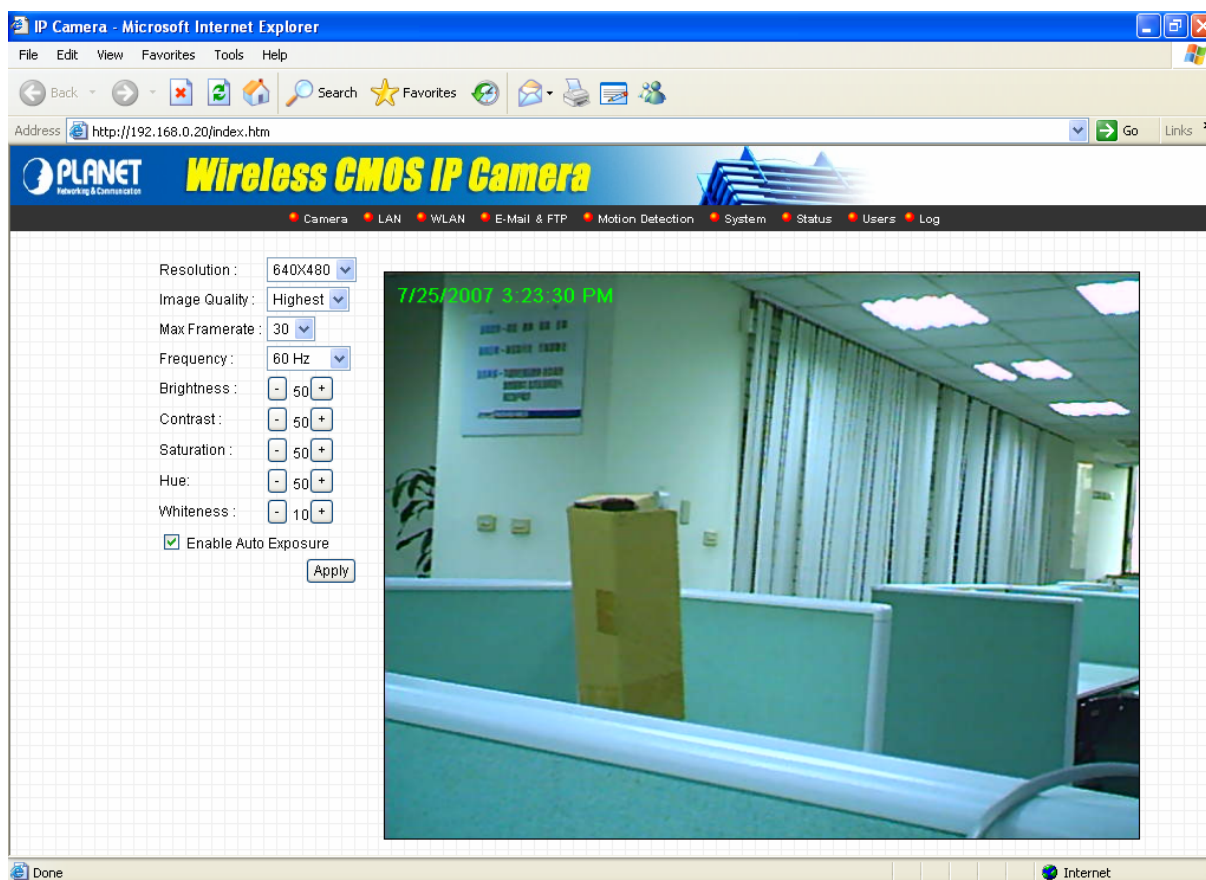 IP Camera - Microsoft Internet Explorer
File Edit View Favorites Tools Help
Back Search Favorites
Address http://192.168.0.20/index.htm Go Links
PLANET
Networking & Communication
Wireless CMOS IP Camera
Camera LAN WLAN E-Mail & FTP Motion Detection System Status Users Log
Resolution : 640X480
Image Quality : Highest
Max Framerate : 30
Frequency : 60 Hz
Brightness : - 50 +
Contrast : - 50 +
Saturation : - 50 +
Hue: - 50 +
Whiteness : - 10 +
Enable Auto Exposure
Apply
7/25/2007 3:23:30 PM
Done Internet